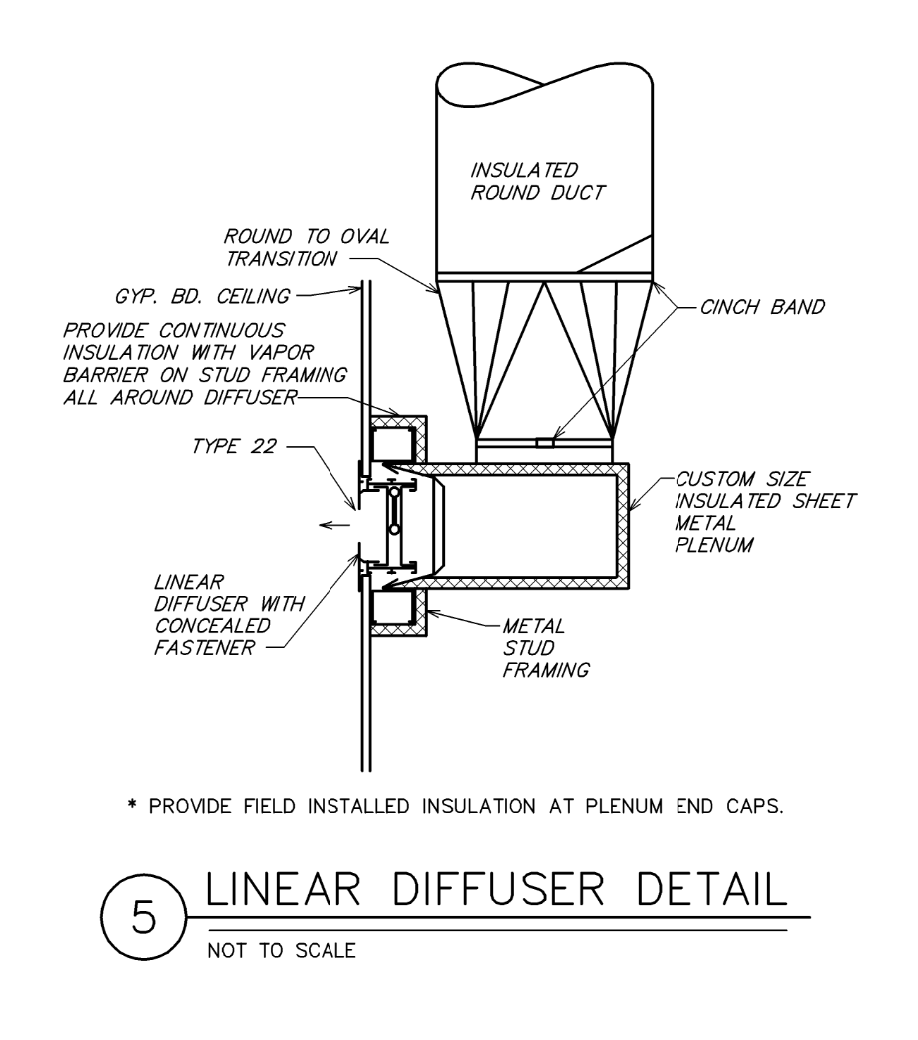 INSULATED
ROUND DUCT
ROUND TO OVAL
TRANSITION
GYP. BD. CEILING
CINCH BAND
PROVIDE CONTINUOUS
INSULATION WITH VAPOR
BARRIER ON STUD FRAMING
ALL AROUND DIFFUSER
TYPE 22
CUSTOM SIZE
INSULATED SHEET
METAL
PLENUM
LINEAR
DIFFUSER WITH
CONCEALED
FASTENER
METAL
STUD
FRAMING
* PROVIDE FIELD INSTALLED INSULATION AT PLENUM END CAPS.
5
LINEAR DIFFUSER DETAIL
NOT TO SCALE